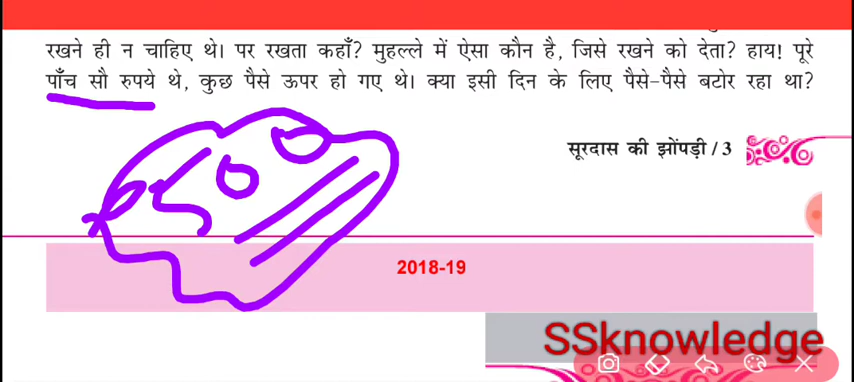 रखने ही न चाहिए थे। पर रखता कहाँ? मुहल्ले में ऐसा कौन है, जिसे रखने को देता? हाय! पूरे
पाँच सौ रुपये थे, कुछ पैसे ऊपर हो गए थे। क्या इसी दिन के लिए पैसे-पैसे बटोर रहा था?
500
सूरदास की झोंपड़ी/3
2018-19
SSknowledge